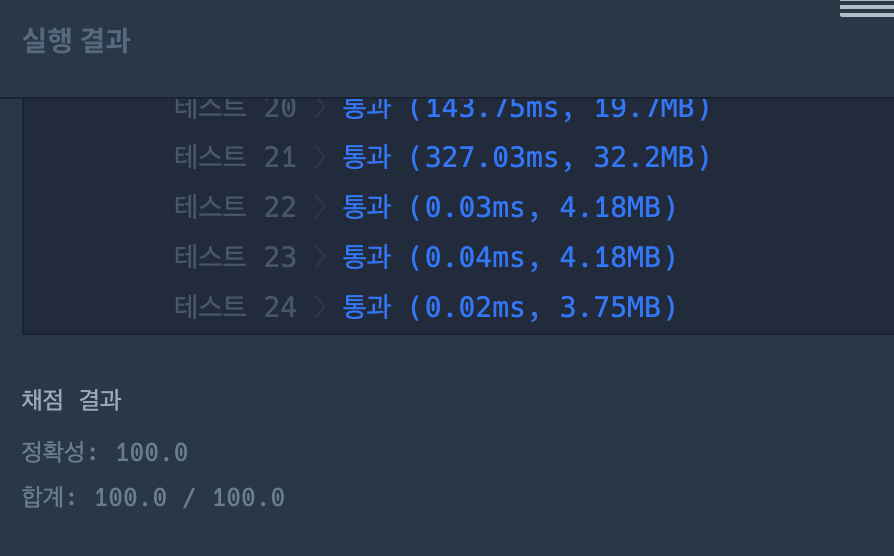 실행 결과
테스트 20 〉 통과 (143.75ms, 19.7MB)
테스트 21 〉 통과 (327.03ms, 32.2MB)
테스트 22 〉 통과 (0.03ms, 4.18MB)
테스트 23 〉 통과 (0.04ms, 4.18MB)
테스트 24 〉 통과 (0.02ms, 3.75MB)
채점 결과
정확성: 100.0
합계: 100.0 / 100.0